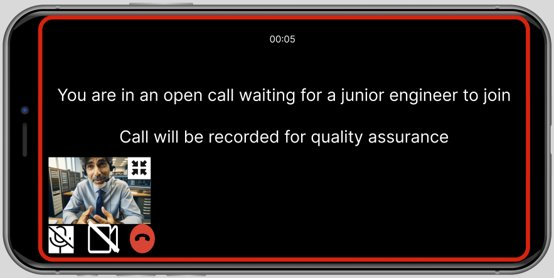 00:05
You are in an open call waiting for a junior engineer to join
Call will be recorded for quality assurance